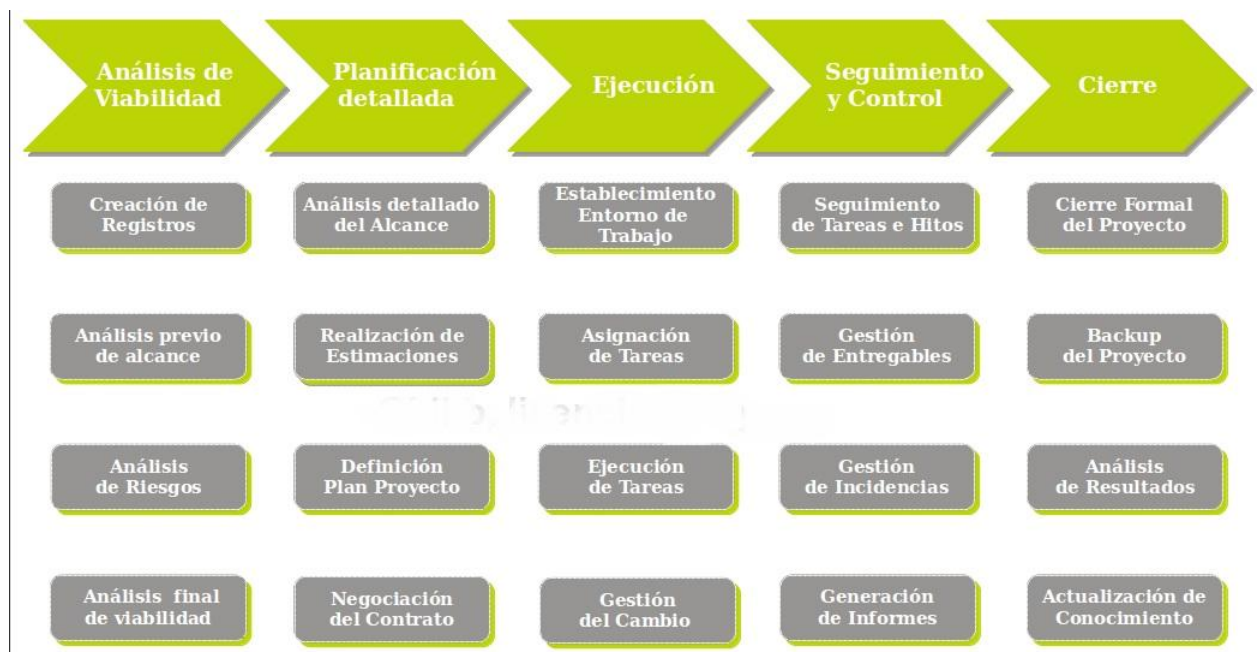 Análisis de
Viabilidad
Planificación
detallada
Ejecución
Seguimiento
y Control
Cierre
Creación de
Registros
Análisis detallado
del Alcance
Establecimiento
Entorno de
Trabajo
Seguimiento
de Tareas e Hitos
Cierre Formal
del Proyecto
Análisis previo
de alcance
Realización de
Estimaciones
Asignación
de Tareas
Gestión
de Entregables
Backup
del Proyecto
Análisis
de Riesgos
Definición
Plan Proyecto
Ejecución
de Tareas
Gestión
de Incidencias
Análisis
de Resultados
Análisis final
de viabilidad
Negociación
del Contrato
Gestión
del Cambio
Generación
de Informes
Actualización de
Conocimiento